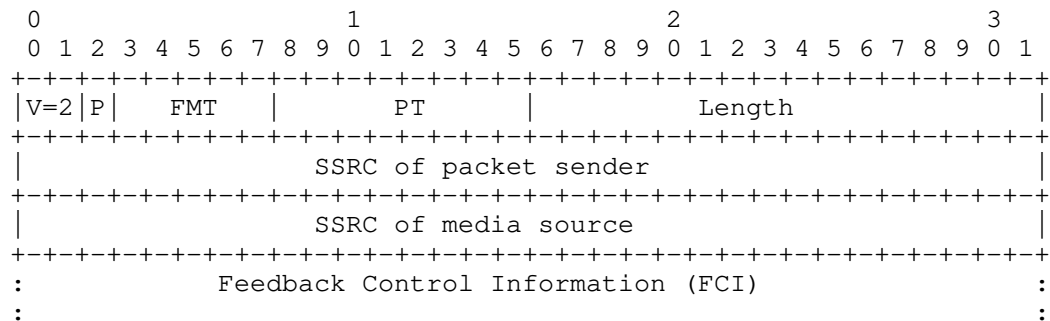 0                   1                   2                   3
 0 1 2 3 4 5 6 7 8 9 0 1 2 3 4 5 6 7 8 9 0 1 2 3 4 5 6 7 8 9 0 1
+-+-+-+-+-+-+-+-+-+-+-+-+-+-+-+-+-+-+-+-+-+-+-+-+-+-+-+-+-+-+-+-+
|V=2|P|   FMT   |       PT      |          Length               |
+-+-+-+-+-+-+-+-+-+-+-+-+-+-+-+-+-+-+-+-+-+-+-+-+-+-+-+-+-+-+-+-+
|                  SSRC of packet sender                        |
+-+-+-+-+-+-+-+-+-+-+-+-+-+-+-+-+-+-+-+-+-+-+-+-+-+-+-+-+-+-+-+-+
|                  SSRC of media source                         |
+-+-+-+-+-+-+-+-+-+-+-+-+-+-+-+-+-+-+-+-+-+-+-+-+-+-+-+-+-+-+-+-+
:            Feedback Control Information (FCI)                 :
:                                                               :